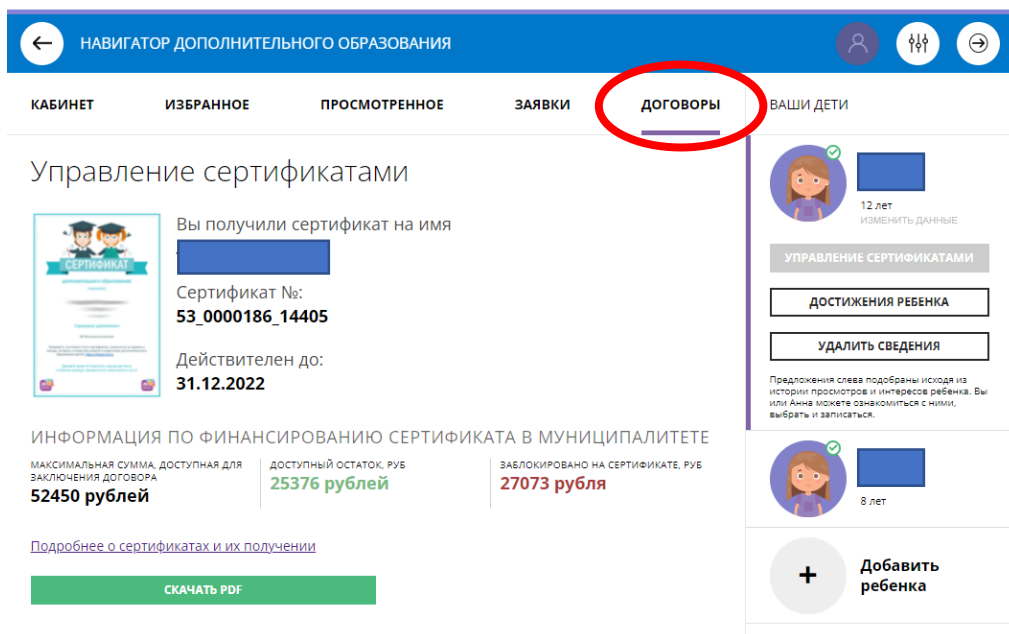 НАВИГАТОР ДОПОЛНИТЕЛЬНОГО ОБРАЗОВАНИЯ
КАБИНЕТ ИЗБРАННОЕ ПРОСМОТРЕННОЕ ЗАЯВКИ ДОГОВОРЫ
Управление сертификатами
СЕРТИФИКАТ
Вы получили сертификат на имя
Сертификат №:
53_0000186_14405
Действителен до:
31.12.2022
ИНФОРМАЦИЯ ПО ФИНАНСИРОВАНИЮ СЕРТИФИКАТА В МУНИЦИПАЛИТЕТЕ
МАКСИМАЛЬНАЯ СУММА, ДОСТУПНАЯ ДЛЯ
ЗАКЛЮЧЕНИЯ ДОГОВОРА
52450 рублей
ДОСТУПНЫЙ ОСТАТОК, РУБ
25376 рублей
ЗАБЛОКИРОВАНО НА СЕРТИФИКАТЕ, РУБ
27073 рубля
Подробнее о сертификатах и их получении
СКАЧАТЬ PDF
ВАШИ ДЕТИ
12 лет
ИЗМЕНИТЬ ДАННЫЕ
УПРАВЛЕНИЕ СЕРТИФИКАТАМИ
ДОСТИЖЕНИЯ РЕБЕНКА
УДАЛИТЬ СВЕДЕНИЯ
Предложения слева подобраны исходя из
истории просмотров и интересов ребенка. Вы
или Анна можете ознакомиться с ними,
выбрать и записаться.
8 лет
+ Добавить
ребенка